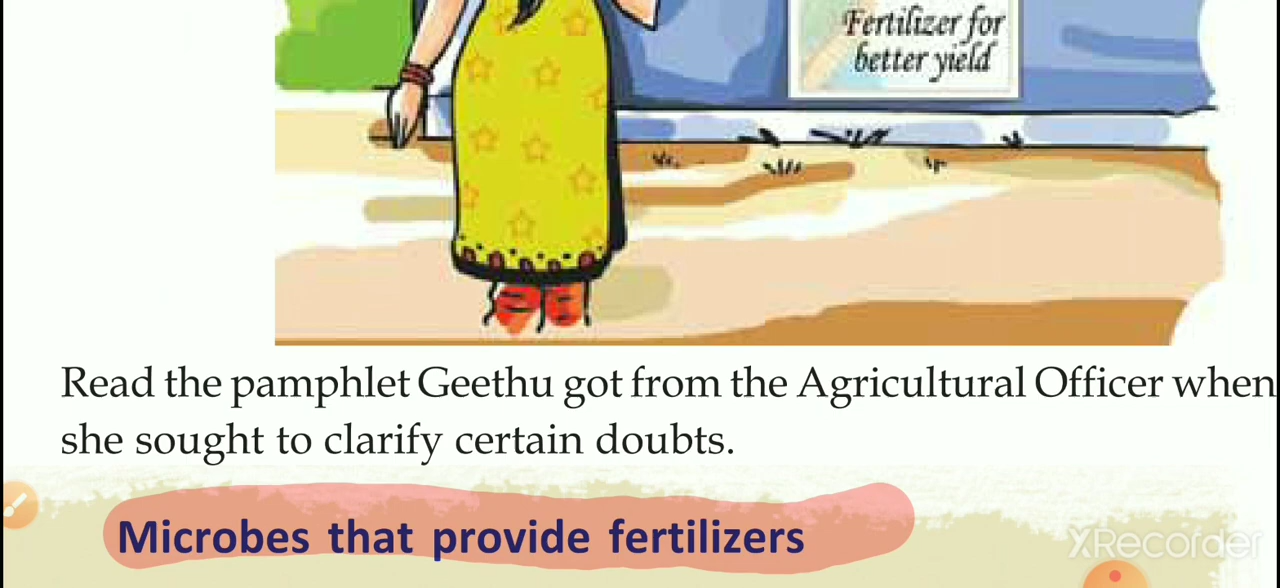 Fertilizer for
better yield
Read the pamphlet Geethu got from the Agricultural Officer when
she sought to clarify certain doubts.
Microbes that provide fertilizers
XRecorder